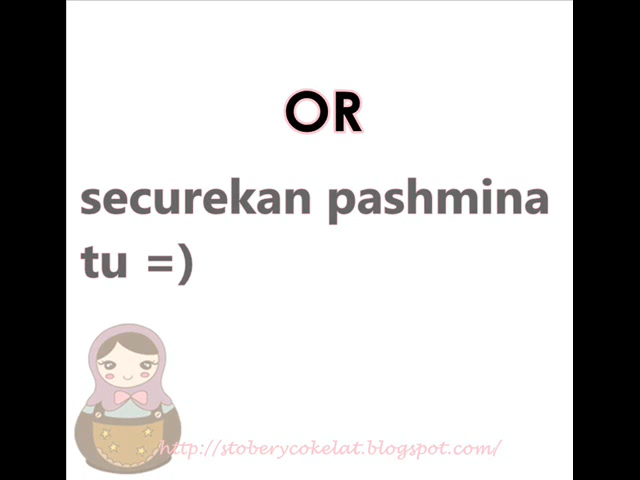 OR
securekan pashmina
tu =)
http://stoberycokelat.blogspot.com/